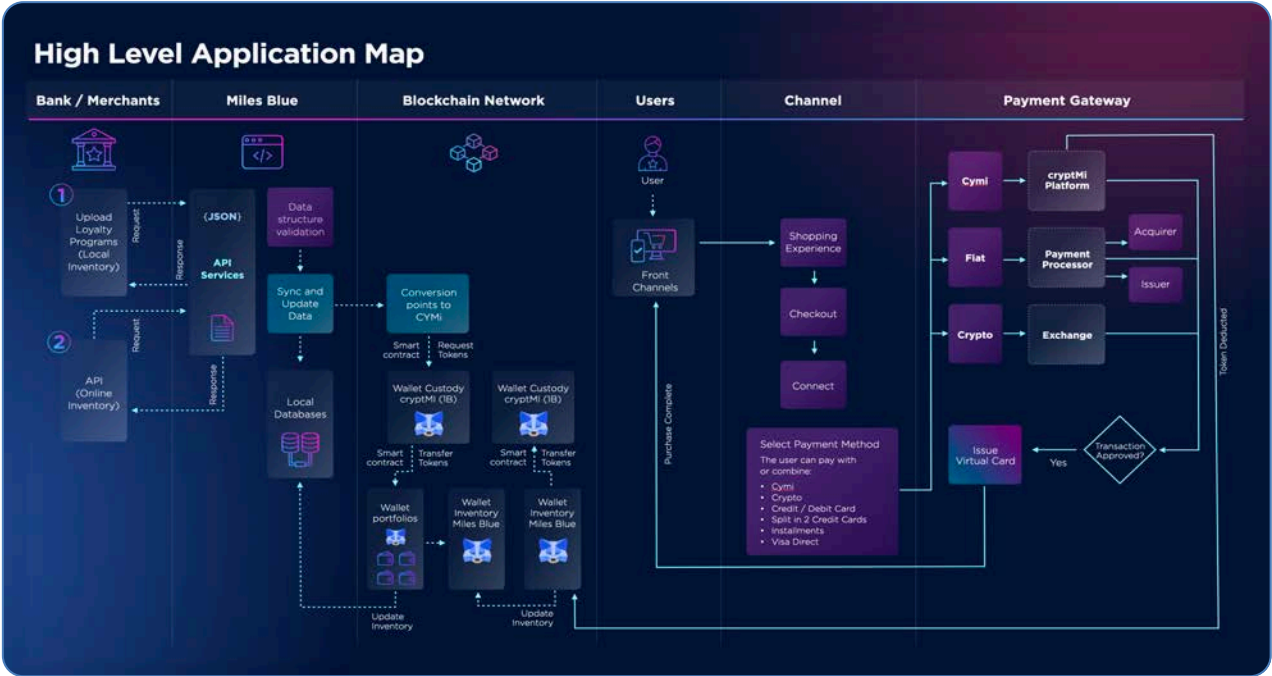 High Level Application Map
Bank / Merchants
Miles Blue
Blockchain Network
Users
Channel
Payment Gateway
1
Upload
Loyalty
Programs
(Local
Inventory)
Request
Response
2
API
(Online
Inventory)
Request
Response
{JSON}
API
Services
</>
Data
structure
validation
Sync and
Update
Data
Local
Databases
Conversion
points to
CYMi
Smart
contract
Request
Tokens
Wallet Custody
cryptMi (1B)
Wallet Custody
cryptMi (1B)
Smart
contract
Transfer
Tokens
Smart
contract
Transfer
Tokens
Wallet
portfolios
Wallet
Inventory
Miles Blue
Wallet
Inventory
Miles Blue
Update
Inventory
Update
Inventory
User
Front
Channels
Purchase Complete
Shopping
Experience
Checkout
Connect
Select Payment Method
The user can pay with
or combine:
• Cymi
• Crypto
• Credit / Debit Card
• Split in 2 Credit Cards
• Installments
• Visa Direct
Cymi
cryptMi
Platform
Fiat
Payment
Processor
Acquirer
Issuer
Crypto
Exchange
Token Deducted
Transaction
Approved?
Yes
Issue
Virtual Card